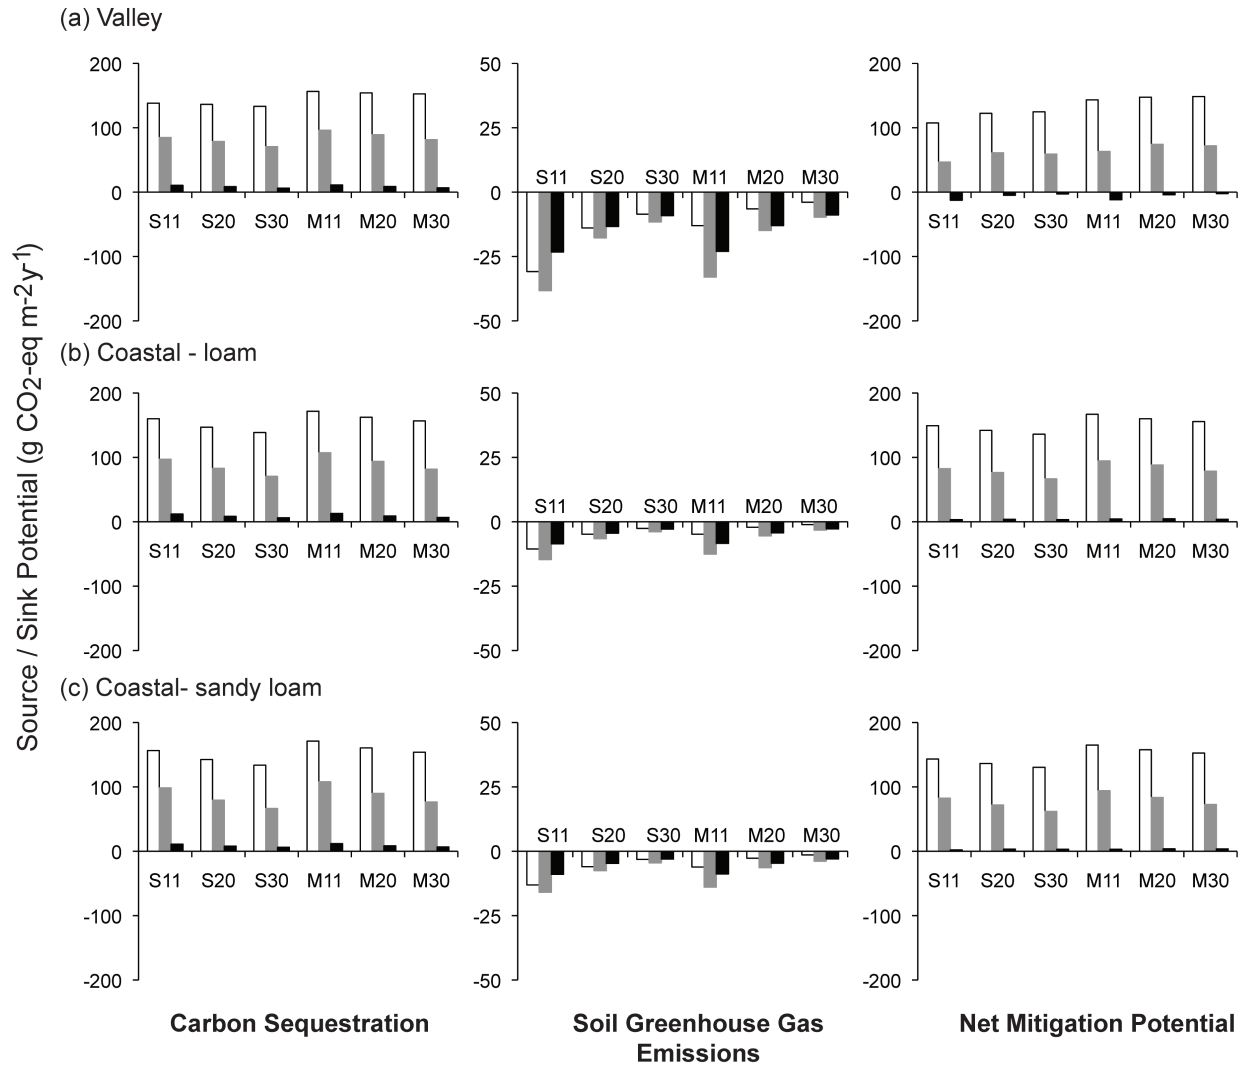 (a) Valley
200
100
0
-100
-200
S11 S20 S30 M11 M20 M30
50
25
0
-25
-50
S11 S20 S30 M11 M20 M30
200
100
0
-100
-200
S11 S20 S30 M11 M20 M30
Source / Sink Potential (g CO2-eq m-2y-1)
(b) Coastal - loam
200
100
0
-100
-200
S11 S20 S30 M11 M20 M30
50
25
0
-25
-50
S11 S20 S30 M11 M20 M30
200
100
0
-100
-200
S11 S20 S30 M11 M20 M30
(c) Coastal- sandy loam
200
100
0
-100
-200
S11 S20 S30 M11 M20 M30
50
25
0
-25
-50
S11 S20 S30 M11 M20 M30
200
100
0
-100
-200
S11 S20 S30 M11 M20 M30
Carbon Sequestration
Soil Greenhouse Gas
Emissions
Net Mitigation Potential